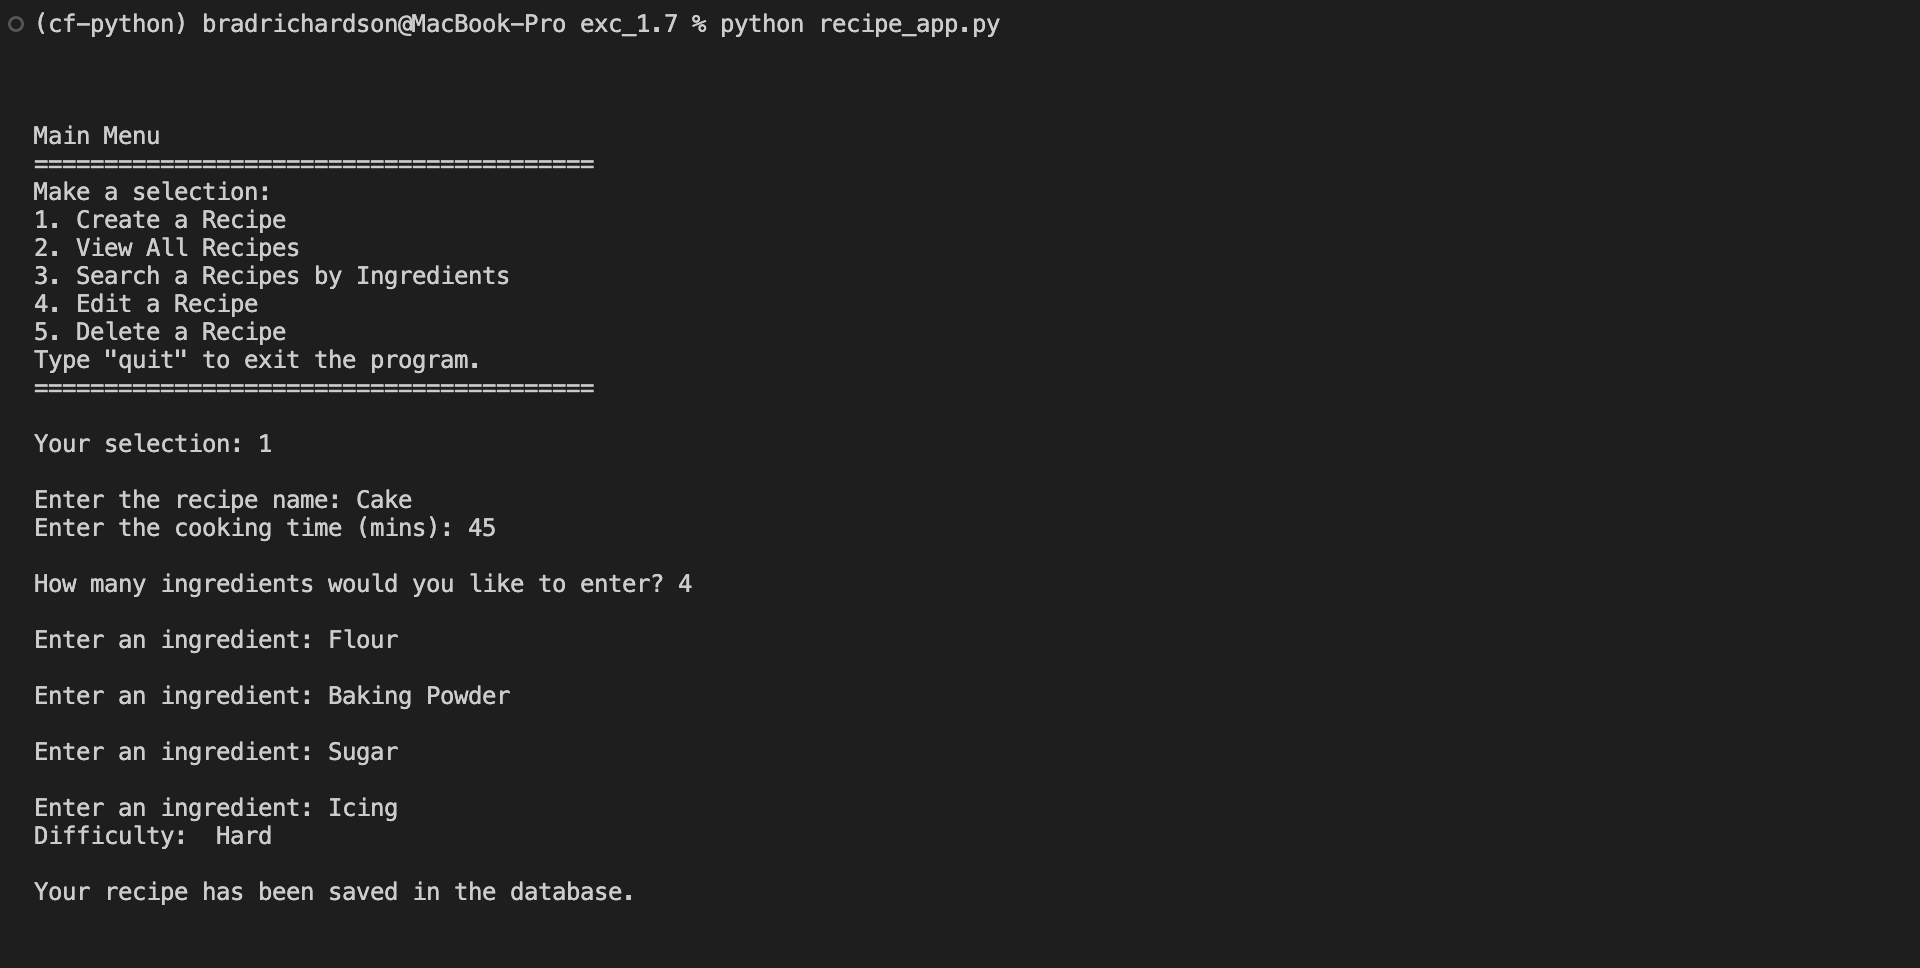 (cf-python) bradrichardson@MacBook-Pro exc_1.7 % python recipe_app.py
Main Menu
========================================
Make a selection:
1. Create a Recipe
2. View All Recipes
3. Search a Recipes by Ingredients
4. Edit a Recipe
5. Delete a Recipe
Type "quit" to exit the program.
========================================
Your selection: 1
Enter the recipe name: Cake
Enter the cooking time (mins): 45
How many ingredients would you like to enter? 4
Enter an ingredient: Flour
Enter an ingredient: Baking Powder
Enter an ingredient: Sugar
Enter an ingredient: Icing
Difficulty:  Hard
Your recipe has been saved in the database.